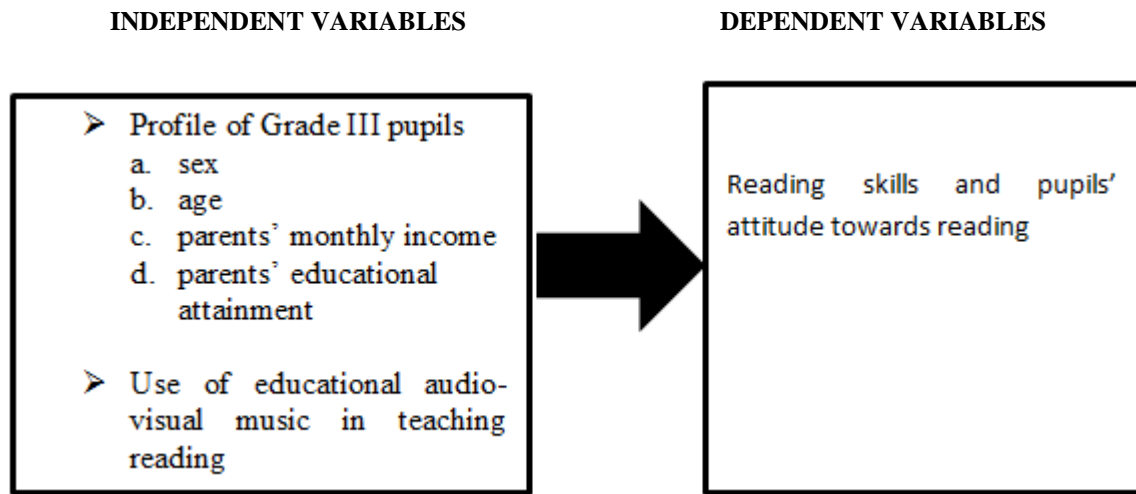 INDEPENDENT VARIABLES
DEPENDENT VARIABLES
➢ Profile of Grade III pupils
a. sex
b. age
c. parents’ monthly income
d. parents’ educational
attainment
➢ Use of educational audio-
visual music in teaching
reading
Reading skills and pupils’
attitude towards reading